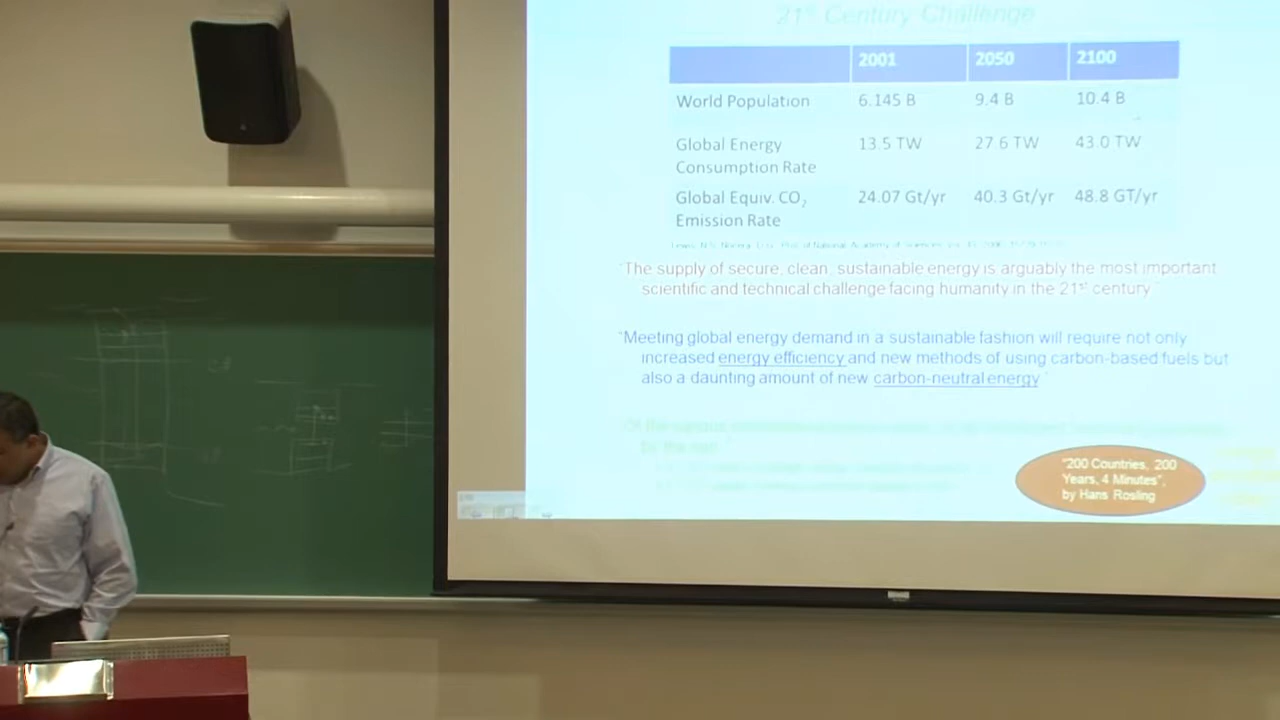 21st Century Challenge
2001 2050 2100
World Population 6.145 B 9.4 B 10.4 B
Global Energy Consumption Rate 13.5 TW 27.6 TW 43.0 TW
Global Equiv. CO2 Emission Rate 24.07 Gt/yr 40.3 Gt/yr 48.8 GT/yr
"The supply of secure, clean, sustainable energy is arguably the most important
scientific and technical challenge facing humanity in the 21st century"
"Meeting global energy demand in a sustainable fashion will require not only
increased energy efficiency and new methods of using carbon-based fuels but
also a daunting amount of new carbon-neutral energy"
"200 Countries, 200
Years, 4 Minutes",
by Hans Rosling